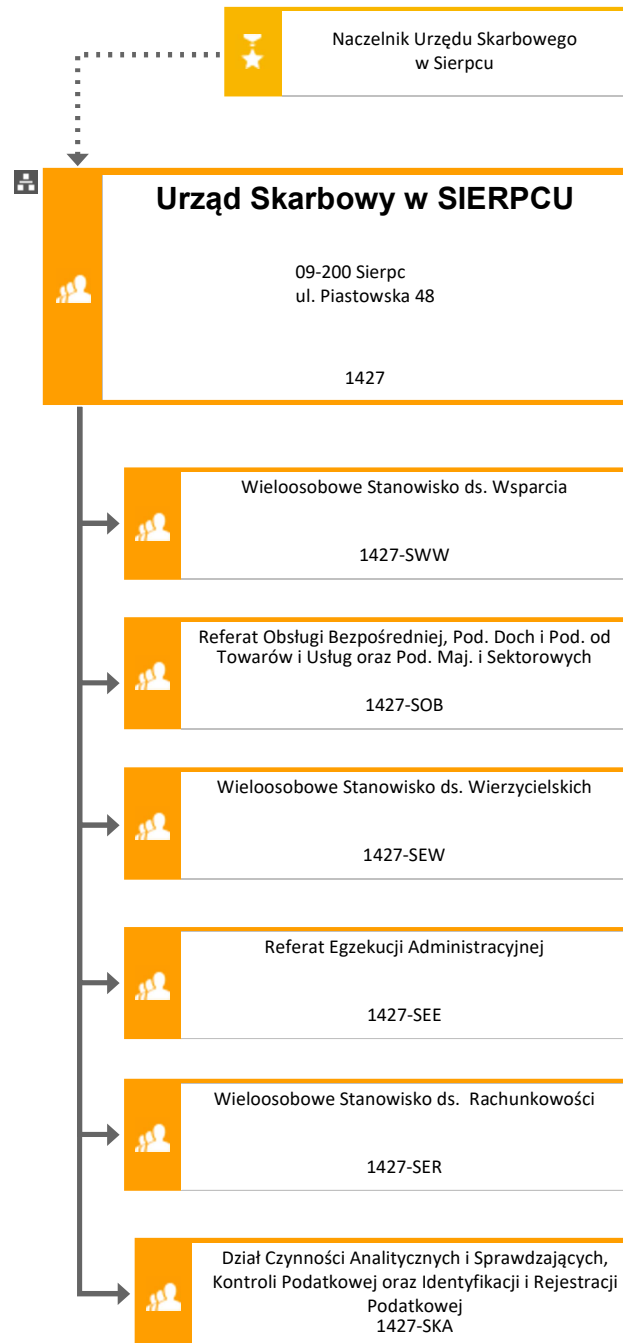 Naczelnik Urzędu Skarbowego
w Sierpcu
Urząd Skarbowy w SIERPCU
09-200 Sierpc
ul. Piastowska 48
1427
Wieloosobowe Stanowisko ds. Wsparcia
1427-SWW
Referat Obsługi Bezpośredniej, Pod. Doch i Pod. od
Towarów i Usług oraz Pod. Maj. i Sektorowych
1427-SOB
Wieloosobowe Stanowisko ds. Wierzycielskich
1427-SEW
Referat Egzekucji Administracyjnej
1427-SEE
Wieloosobowe Stanowisko ds. Rachunkowości
1427-SER
Dział Czynności Analitycznych i Sprawdzających,
Kontroli Podatkowej oraz Identyfikacji i Rejestracji
Podatkowej
1427-SKA